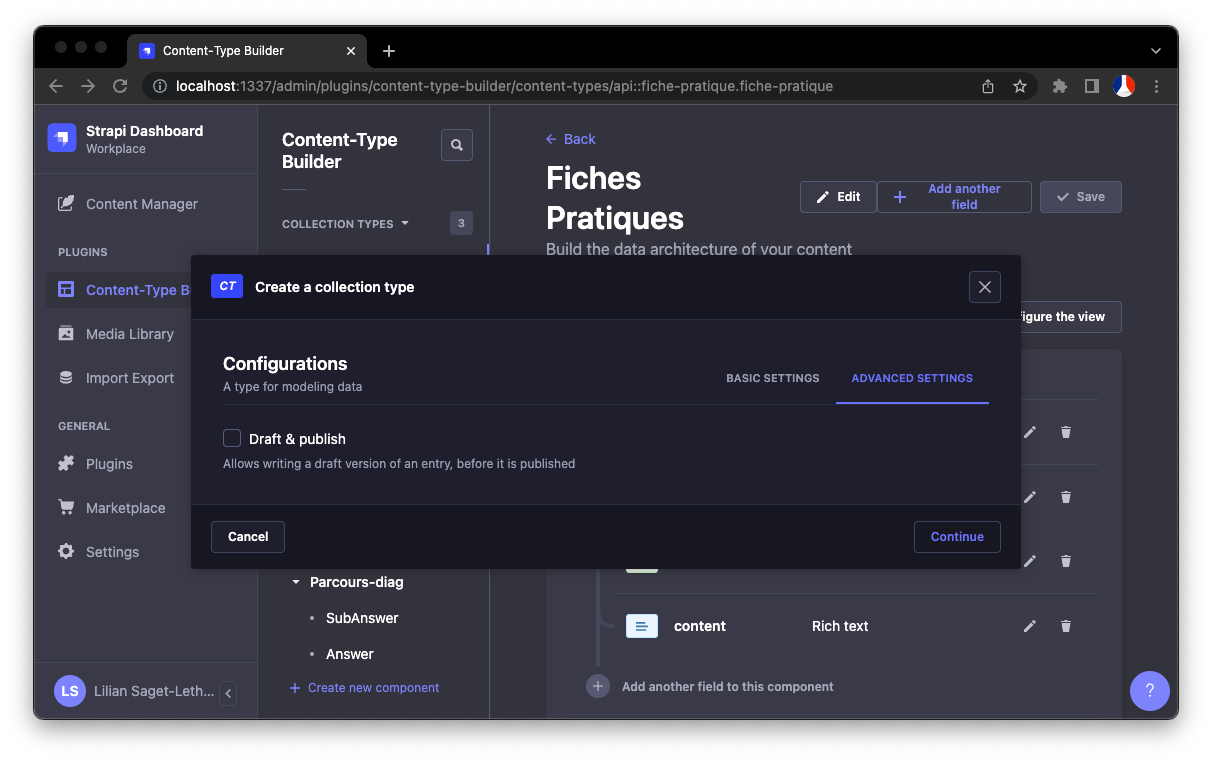 Content-Type Builder
localhost:1337/admin/plugins/content-type-builder/content-types/api::fiche-pratique.fiche-pratique
Strapi Dashboard
Workplace
Content Manager
PLUGINS
Content-Type B
Media Library
Import Export
GENERAL
Plugins
Marketplace
Settings
LS Lilian Saget-Leth...
Content-Type
Builder
COLLECTION TYPES 3
Parcours-diag
SubAnswer
Answer
Create new component
Back
Fiches
Pratiques
Build the data architecture of your content
Edit
Add another
field
Save
figure the view
CT Create a collection type
Configurations
A type for modeling data
BASIC SETTINGS ADVANCED SETTINGS
Draft & publish
Allows writing a draft version of an entry, before it is published
Cancel Continue
content Rich text
Add another field to this component
?